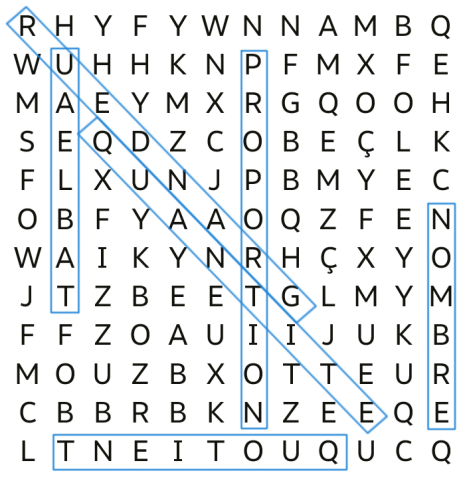 R H Y F Y W N N A M B Q
W U H H K N P F M X F E
M A E Y M X R G Q O O H
S E Q D Z C O B E Ç L K
F L X U N J P B M Y E C
O B F Y A A O Q Z F E N
W A I K Y N R H Ç X Y O
J T Z B E E T G L M Y M
F F Z O A U I I J U K B
M O U Z B X O T T E U R
C B B R B K N Z E E Q E
L T N E I T O U Q U C Q